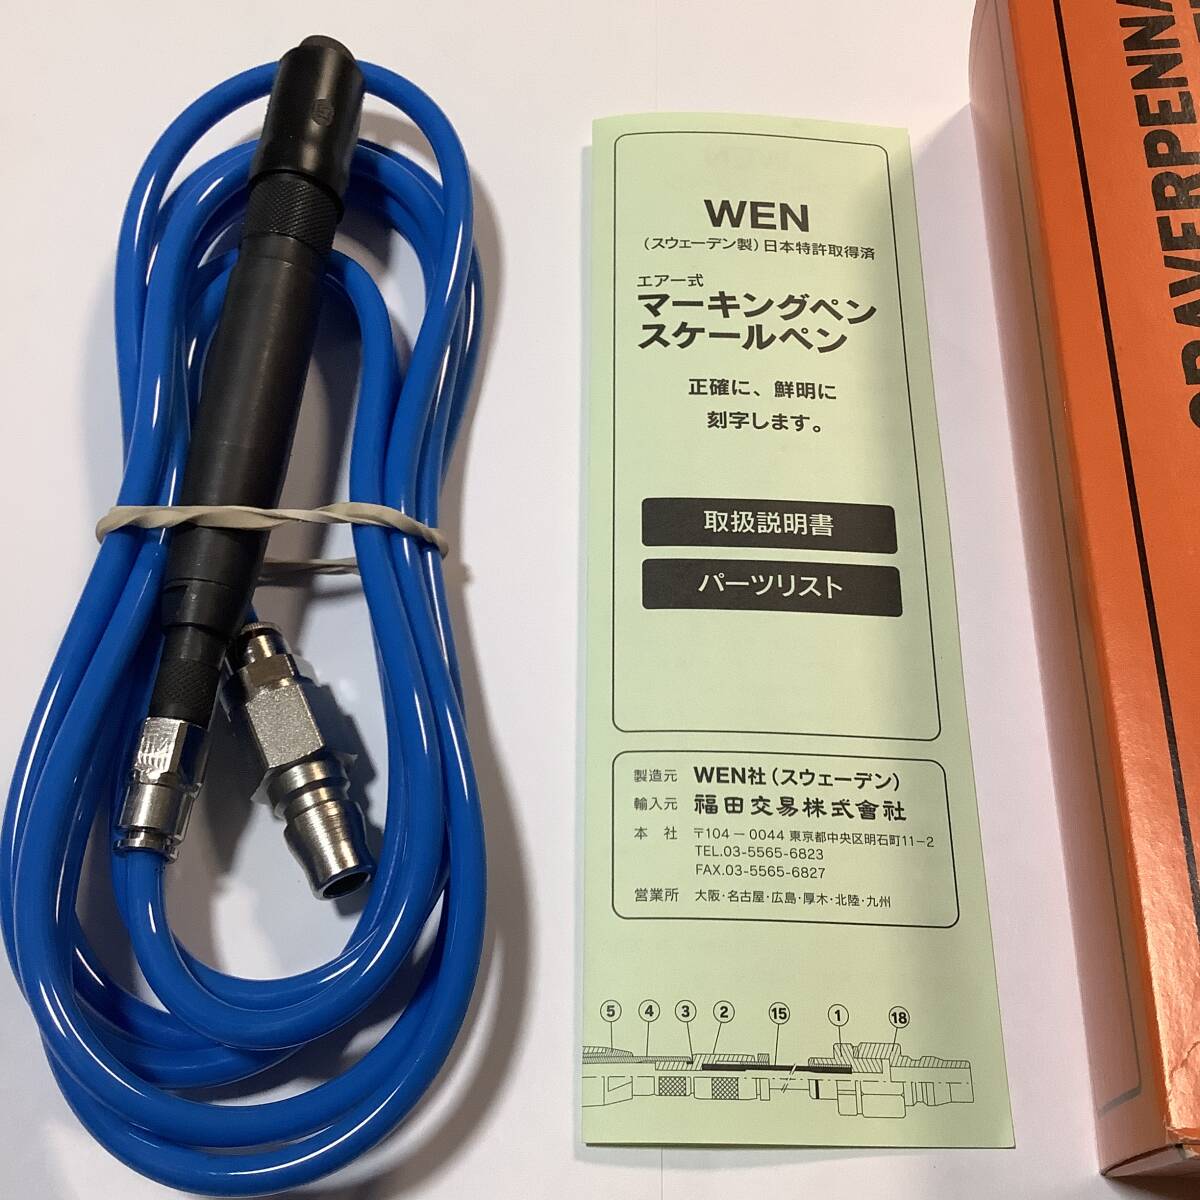 WEN
（スウェーデン製）日本特許取得済
エアー式
マーキングペン
スケールペン
正確に、鮮明に
刻字します。
取扱説明書
パーツリスト
製造元 WEN社（スウェーデン）
輸入元 福田交易株式會社
本　社 〒104－0044 東京都中央区明石町11－2
TEL.03-5565-6823
FAX.03-5565-6827
営業所 大阪・名古屋・広島・厚木・北陸・九州
5 4 3 2 15 1 18
GRAVERPENNA